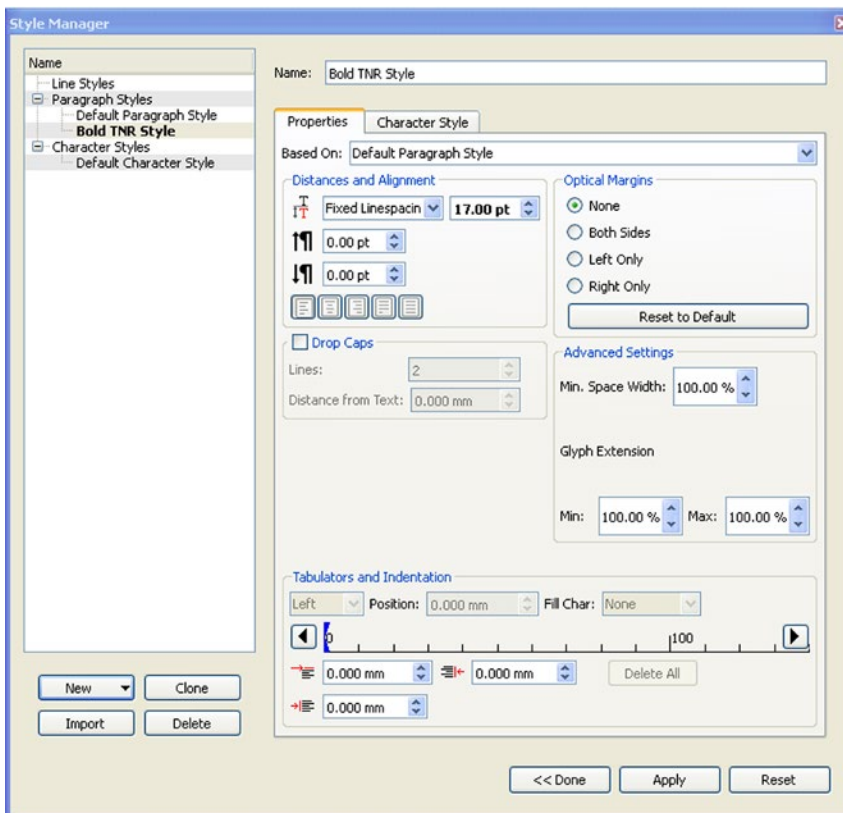 Style Manager
Name
Line Styles
Paragraph Styles
Default Paragraph Style
Bold TNR Style
Character Styles
Default Character Style
New
Clone
Import
Delete
Name: Bold TNR Style
Properties
Character Style
Based On: Default Paragraph Style
Distances and Alignment
Fixed Linespacin 17.00 pt
0.00 pt
0.00 pt
Optical Margins
None
Both Sides
Left Only
Right Only
Reset to Default
Drop Caps
Lines: 2
Distance from Text: 0.000 mm
Advanced Settings
Min. Space Width: 100.00 %
Glyph Extension
Min: 100.00 % Max: 100.00 %
Tabulators and Indentation
Left Position: 0.000 mm Fill Char: None
0 100
0.000 mm 0.000 mm Delete All
0.000 mm
<< Done Apply Reset